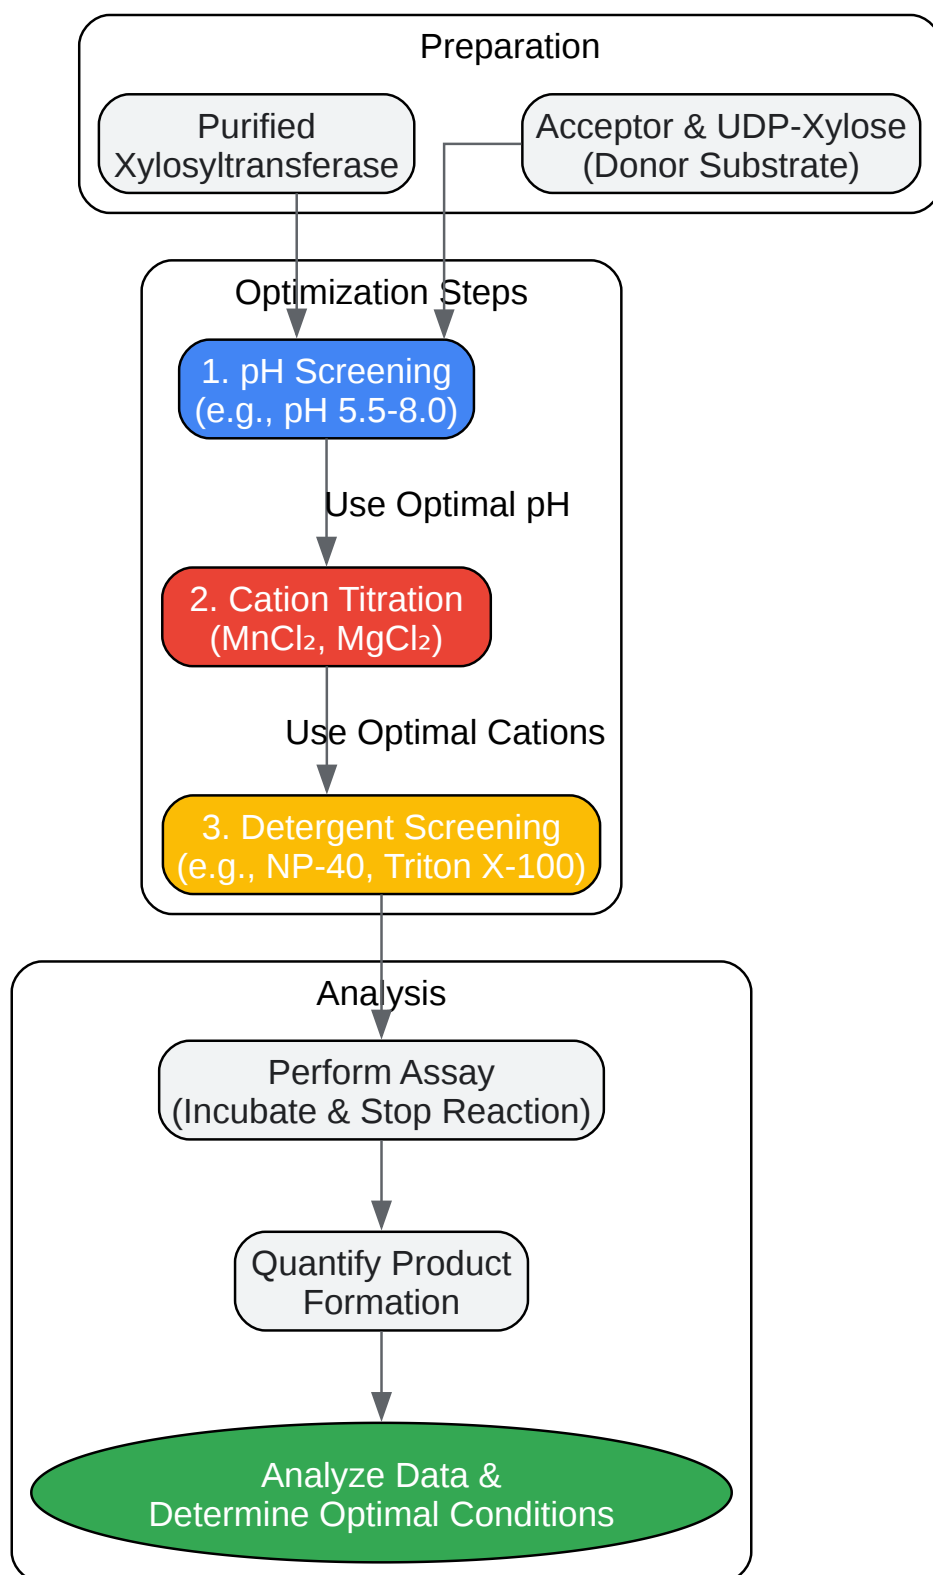 Preparation
Purified
Xylosyltransferase
Acceptor & UDP-Xylose
(Donor Substrate)
Optimization Steps
1. pH Screening
(e.g., pH 5.5-8.0)
Use Optimal pH
2. Cation Titration
(MnCl₂, MgCl₂)
Use Optimal Cations
3. Detergent Screening
(e.g., NP-40, Triton X-100)
Analysis
Perform Assay
(Incubate & Stop Reaction)
Quantify Product
Formation
Analyze Data &
Determine Optimal Conditions